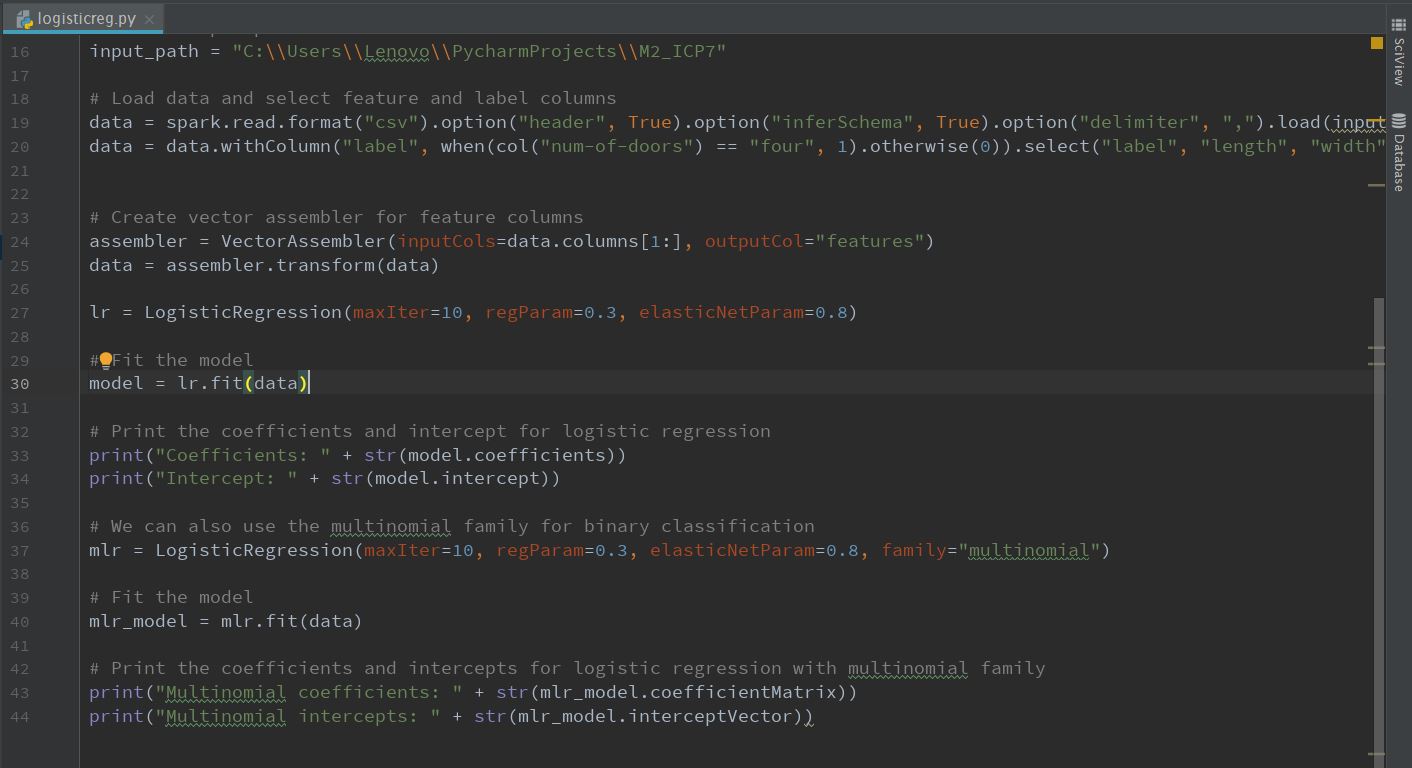 logisticreg.py
16 input_path = "C:\\Users\\Lenovo\\PycharmProjects\\M2_ICP7"
17
18 # Load data and select feature and label columns
19 data = spark.read.format("csv").option("header", True).option("inferSchema", True).option("delimiter", ",").load(input
20 data = data.withColumn("label", when(col("num-of-doors") == "four", 1).otherwise(0)).select("label", "length", "width"
21
22
23 # Create vector assembler for feature columns
24 assembler = VectorAssembler(inputCols=data.columns[1:], outputCol="features")
25 data = assembler.transform(data)
26
27 lr = LogisticRegression(maxIter=10, regParam=0.3, elasticNetParam=0.8)
28
29 # Fit the model
30 model = lr.fit(data)
31
32 # Print the coefficients and intercept for logistic regression
33 print("Coefficients: " + str(model.coefficients))
34 print("Intercept: " + str(model.intercept))
35
36 # We can also use the multinomial family for binary classification
37 mlr = LogisticRegression(maxIter=10, regParam=0.3, elasticNetParam=0.8, family="multinomial")
38
39 # Fit the model
40 mlr_model = mlr.fit(data)
41
42 # Print the coefficients and intercepts for logistic regression with multinomial family
43 print("Multinomial coefficients: " + str(mlr_model.coefficientMatrix))
44 print("Multinomial intercepts: " + str(mlr_model.interceptVector))
SciView
Database